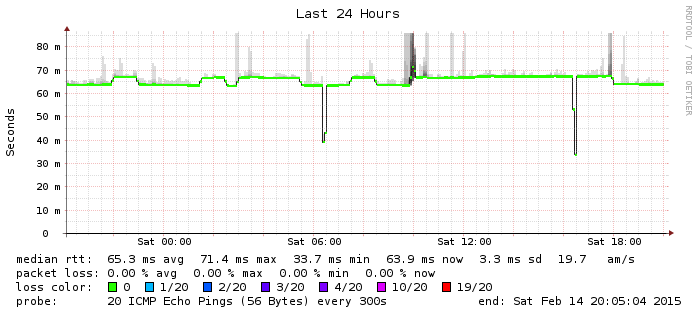 Last 24 Hours
RRDTOOL / TOBI OETIKER
Seconds
80 m
70 m
60 m
50 m
40 m
30 m
20 m
10 m
0
Sat 00:00 Sat 06:00 Sat 12:00 Sat 18:00
median rtt: 65.3 ms avg 71.4 ms max 33.7 ms min 63.9 ms now 3.3 ms sd 19.7 am/s
packet loss: 0.00 % avg 0.00 % max 0.00 % min 0.00 % now
loss color: 0 1/20 2/20 3/20 4/20 10/20 19/20
probe: 20 ICMP Echo Pings (56 Bytes) every 300s end: Sat Feb 14 20:05:04 2015